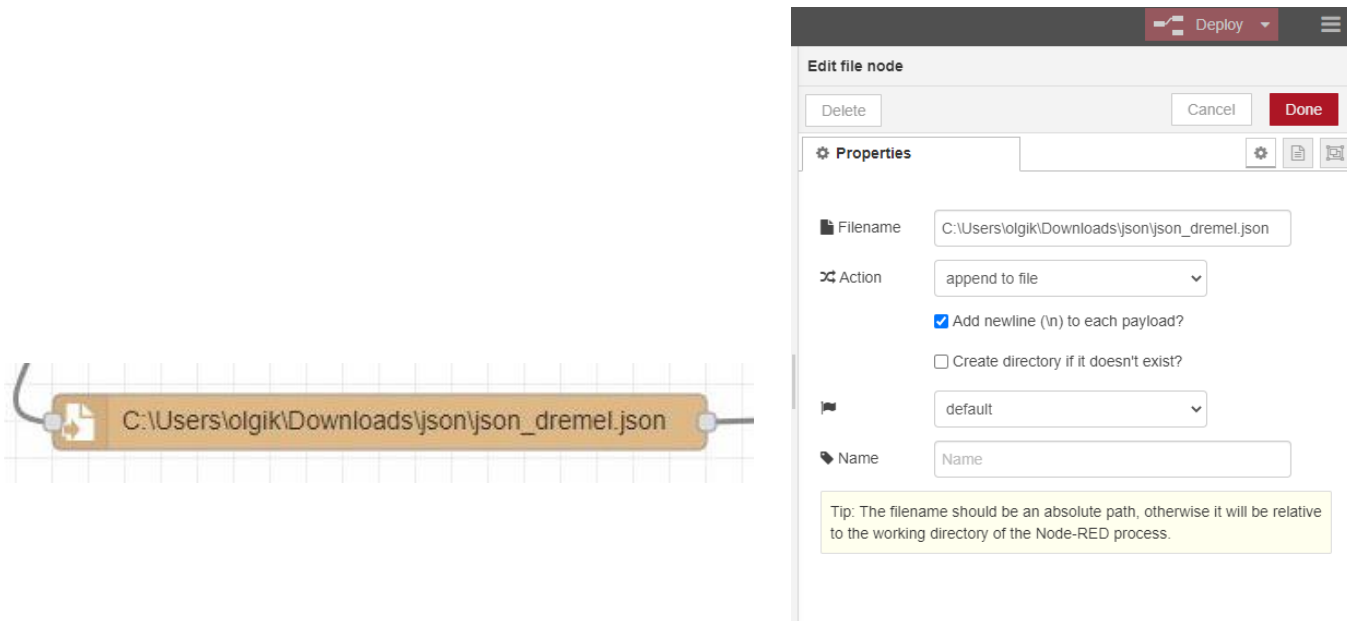 C:\Users\olgik\Downloads\json\json_dremel.json
Deploy
Edit file node
Delete
Cancel
Done
Properties
Filename
C:\Users\olgik\Downloads\json\json_dremel.json
Action
append to file
Add newline (\n) to each payload?
Create directory if it doesn't exist?
default
Name
Name
Tip: The filename should be an absolute path, otherwise it will be relative
to the working directory of the Node-RED process.